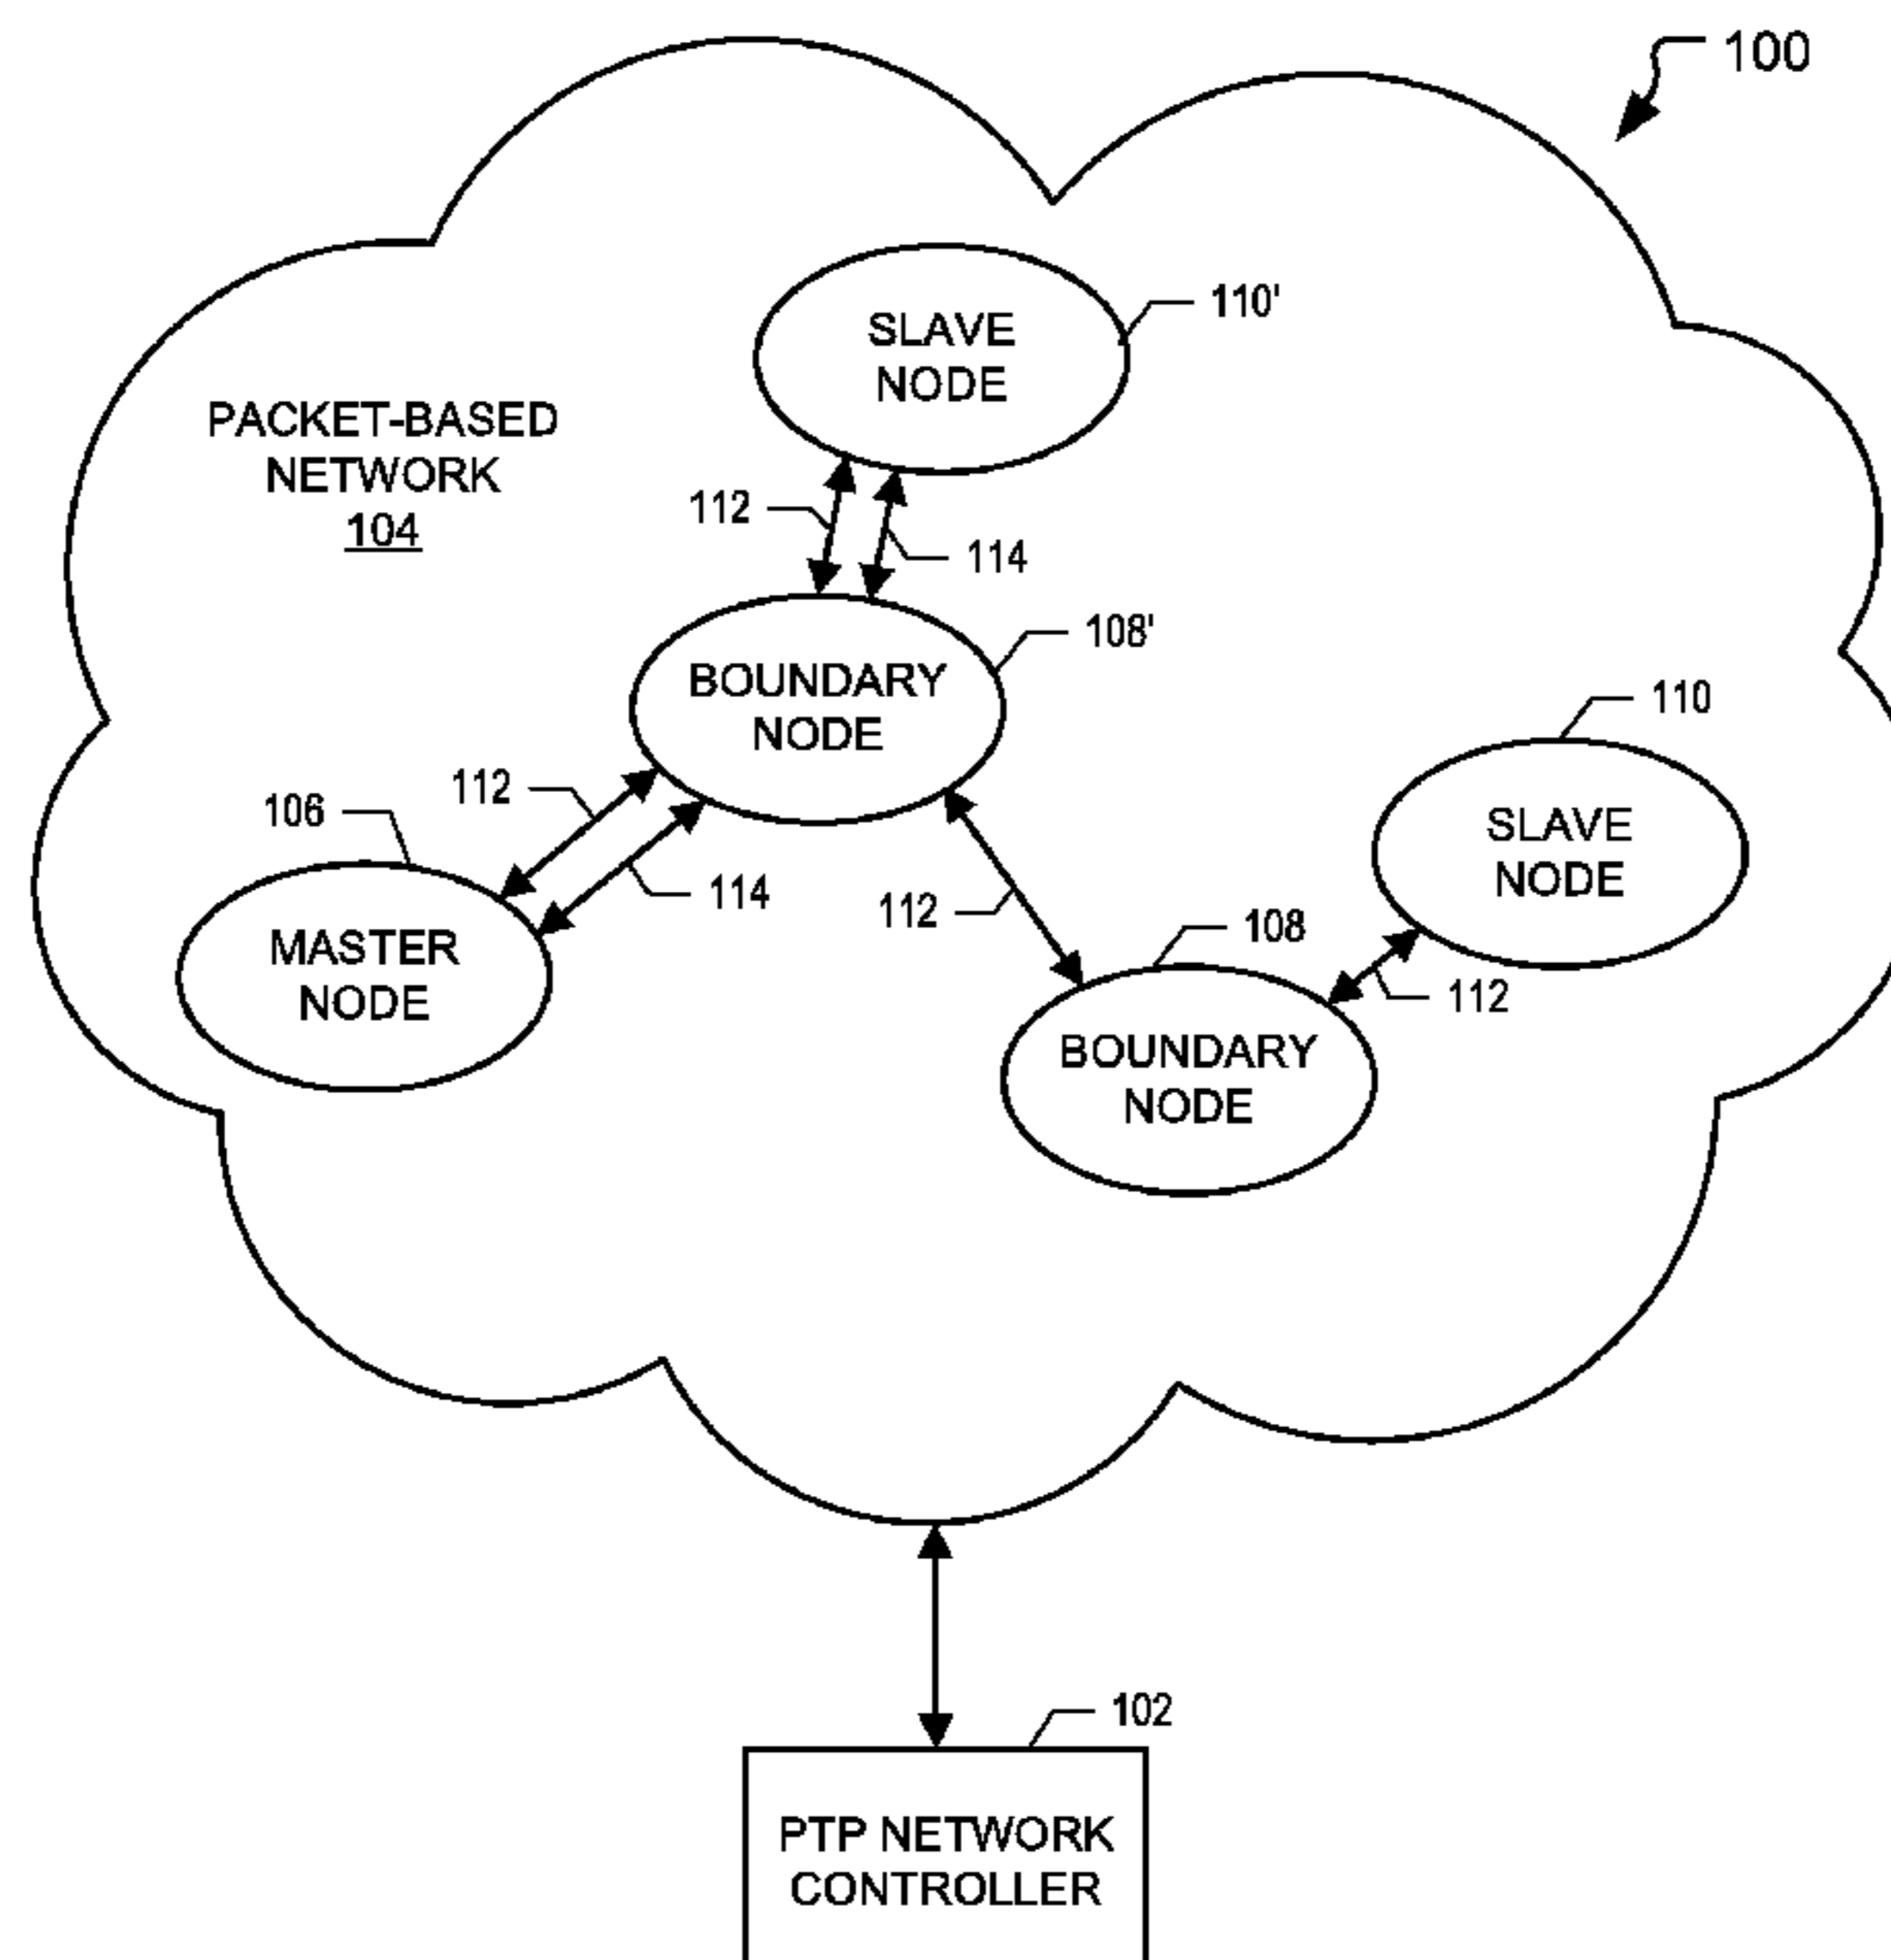 100
110'
SLAVE
NODE
PACKET-BASED
NETWORK
104
112
114
108'
BOUNDARY
NODE
110
112
106
SLAVE
NODE
114
112
108
MASTER
NODE
112
BOUNDARY
NODE
102
PTP NETWORK
CONTROLLER